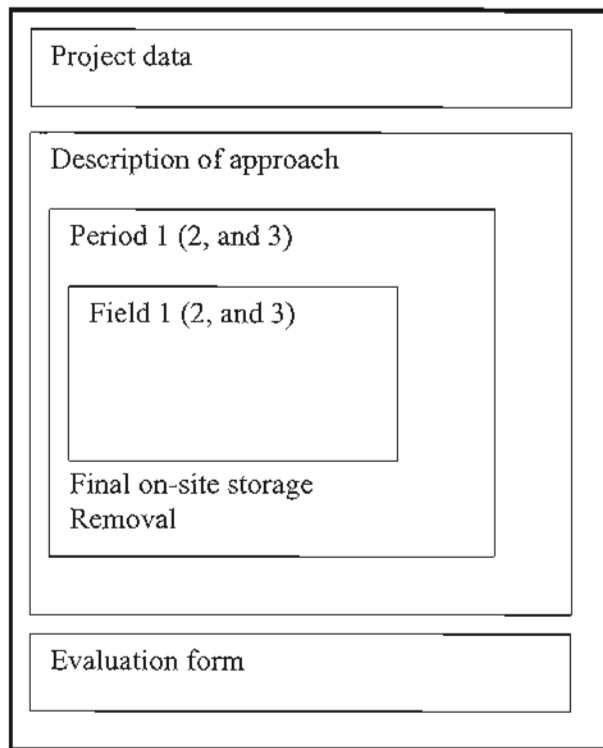 Project data
Description of approach
Period 1 (2, and 3)
Field 1 (2, and 3)
Final on-site storage
Removal
Evaluation form